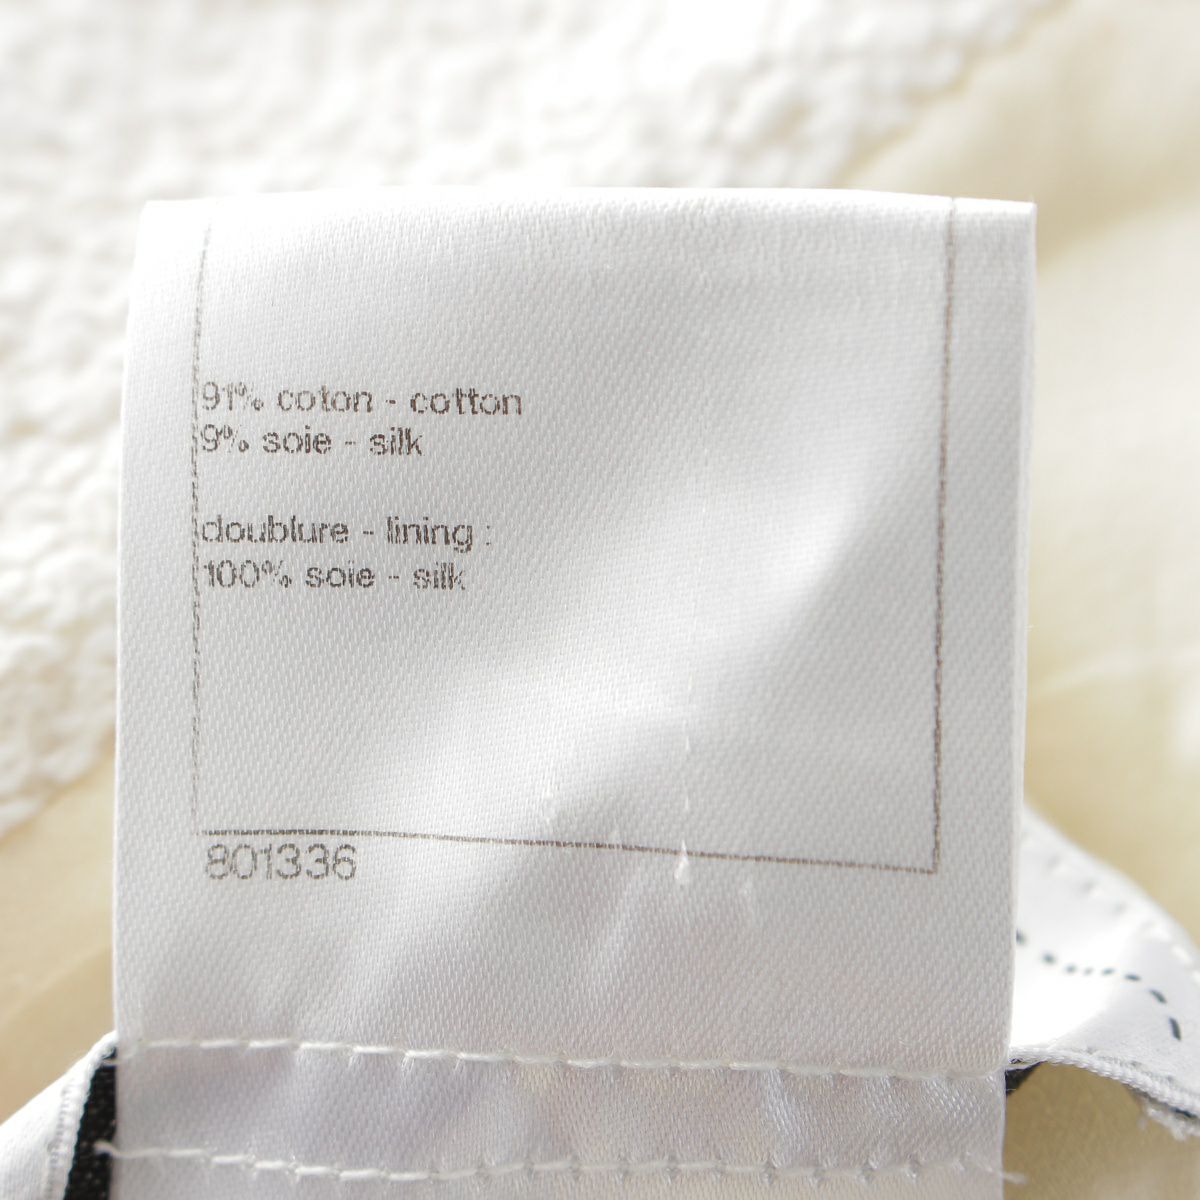 91% coton - cotton
9% soie - silk
doublure - lining :
100% soie - silk
801336